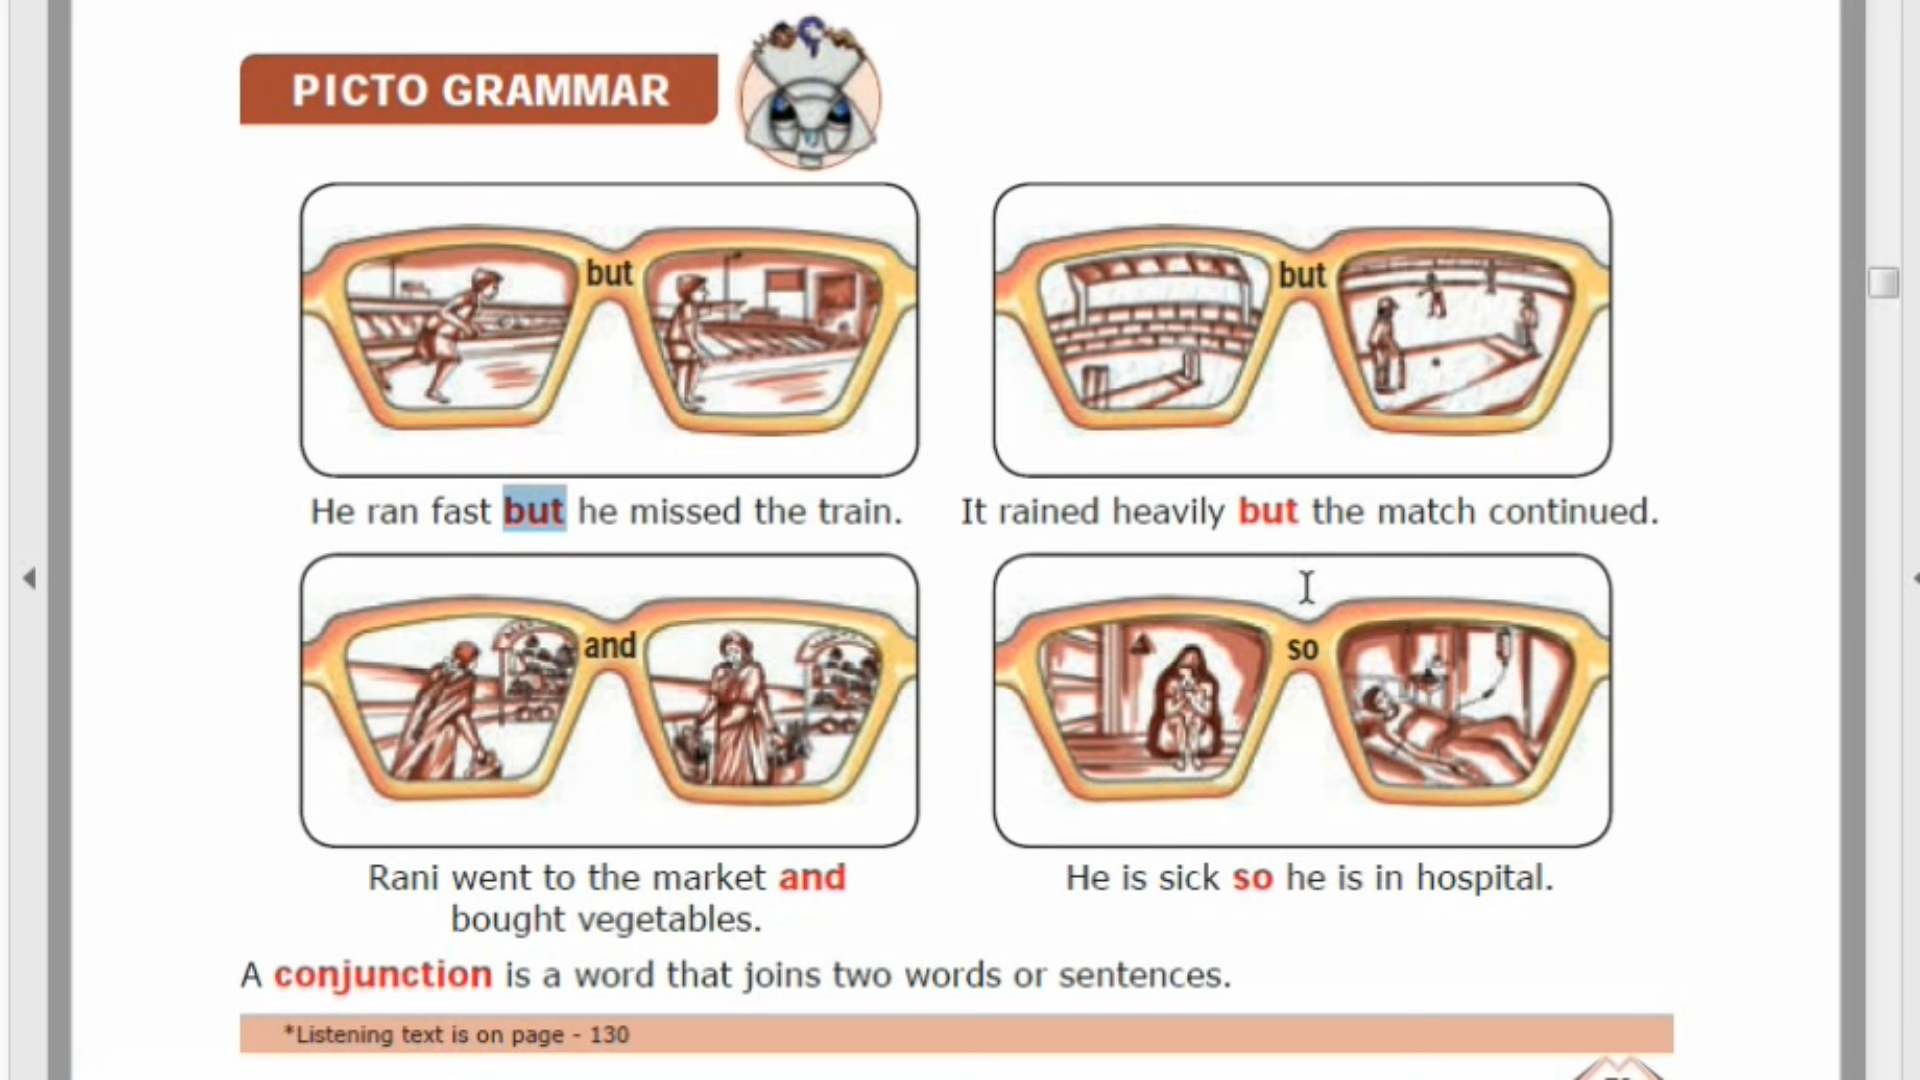 PICTO GRAMMAR
but
but
He ran fast but he missed the train.
It rained heavily but the match continued.
and
so
Rani went to the market and
bought vegetables.
He is sick so he is in hospital.
A conjunction is a word that joins two words or sentences.
*Listening text is on page - 130